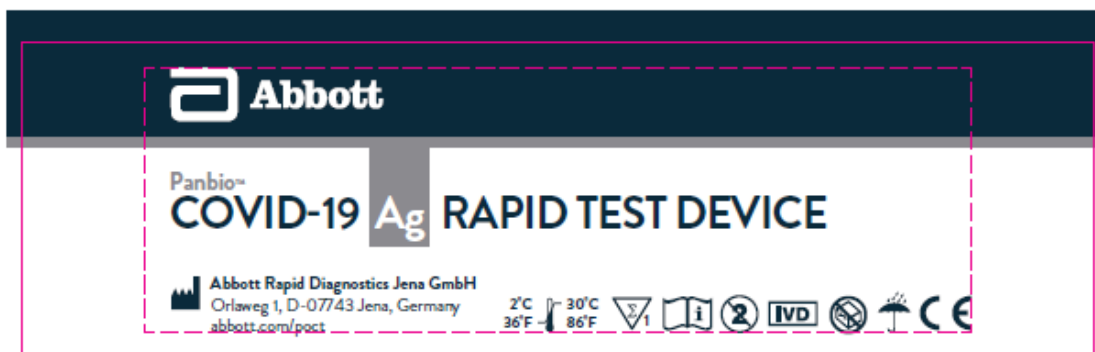 Abbott
Panbio™
COVID-19 Ag RAPID TEST DEVICE
Abbott Rapid Diagnostics Jena GmbH
Orlaweg 1, D-07743 Jena, Germany
abbott.com/poct
2°C 30°C
36°F 86°F
Σ 1 i 2 IVD CE